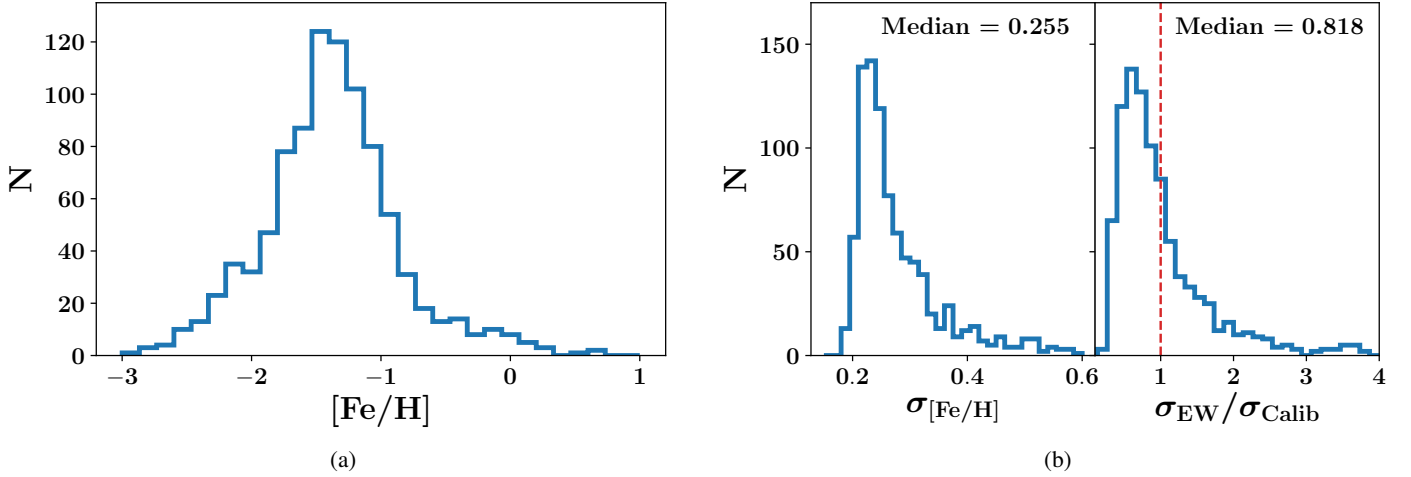 N
120
100
80
60
40
20
0
−3 −2 −1 0 1
[Fe/H]
(a)
N
150
100
50
0
Median = 0.255
0.2 0.4 0.6
σ[Fe/H]
Median = 0.818
1 2 3 4
σEW/σCalib
(b)